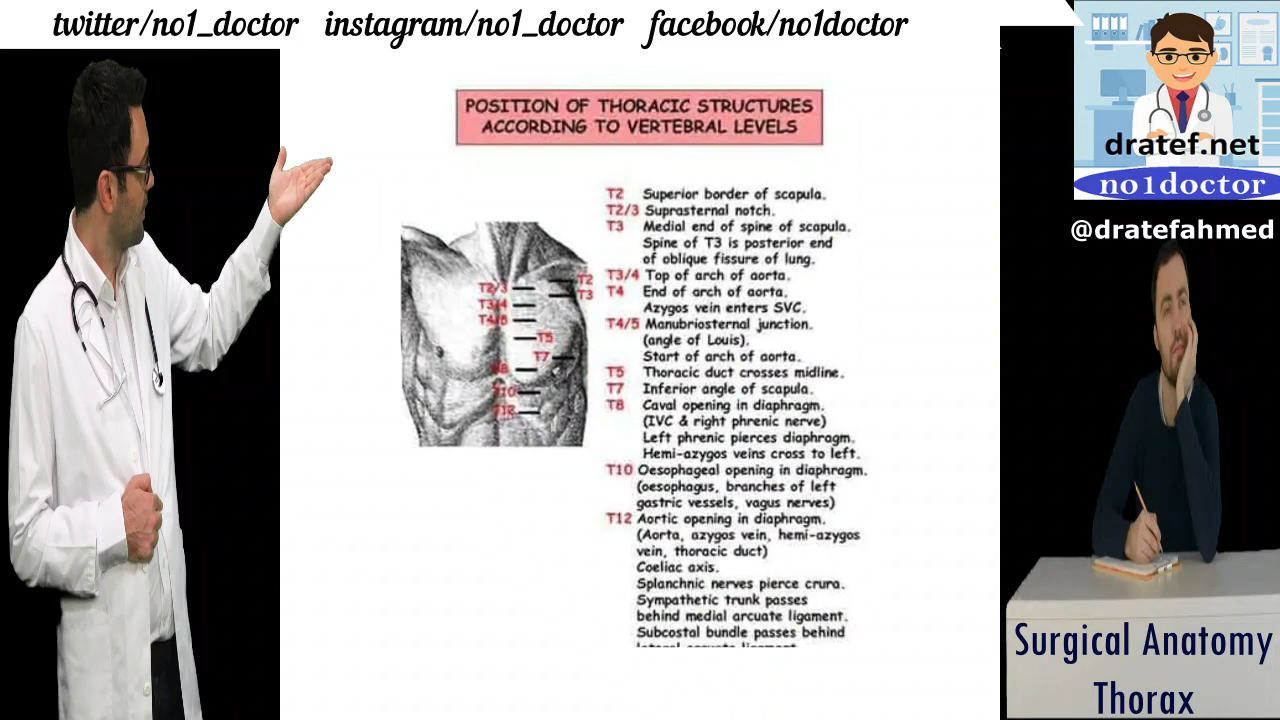 twitter/no1_doctor instagram/no1_doctor facebook/no1doctor
dratef.net
no1doctor
@dratefahmed
POSITION OF THORACIC STRUCTURES
ACCORDING TO VERTEBRAL LEVELS
T2 Superior border of scapula.
T2/3 Suprasternal notch.
T3 Medial end of spine of scapula.
Spine of T3 is posterior end
of oblique fissure of lung.
T3/4 Top of arch of aorta.
T4 End of arch of aorta.
Azygos vein enters SVC.
T4/5 Manubriosternal junction.
(angle of Louis).
Start of arch of aorta.
T5 Thoracic duct crosses midline.
T7 Inferior angle of scapula.
T8 Caval opening in diaphragm.
(IVC & right phrenic nerve)
Left phrenic pierces diaphragm.
Hemi-azygos veins cross to left.
T10 Oesophageal opening in diaphragm.
(oesophagus, branches of left
gastric vessels, vagus nerves)
T12 Aortic opening in diaphragm.
(Aorta, azygos vein, hemi-azygos
vein, thoracic duct)
Coeliac axis.
Splanchnic nerves pierce crura.
Sympathetic trunk passes
behind medial arcuate ligament.
Subcostal bundle passes behind
T2
T2/3
T3
T3/4
T4/5
T5
T7
T8
T10
T12
Surgical Anatomy
Thorax